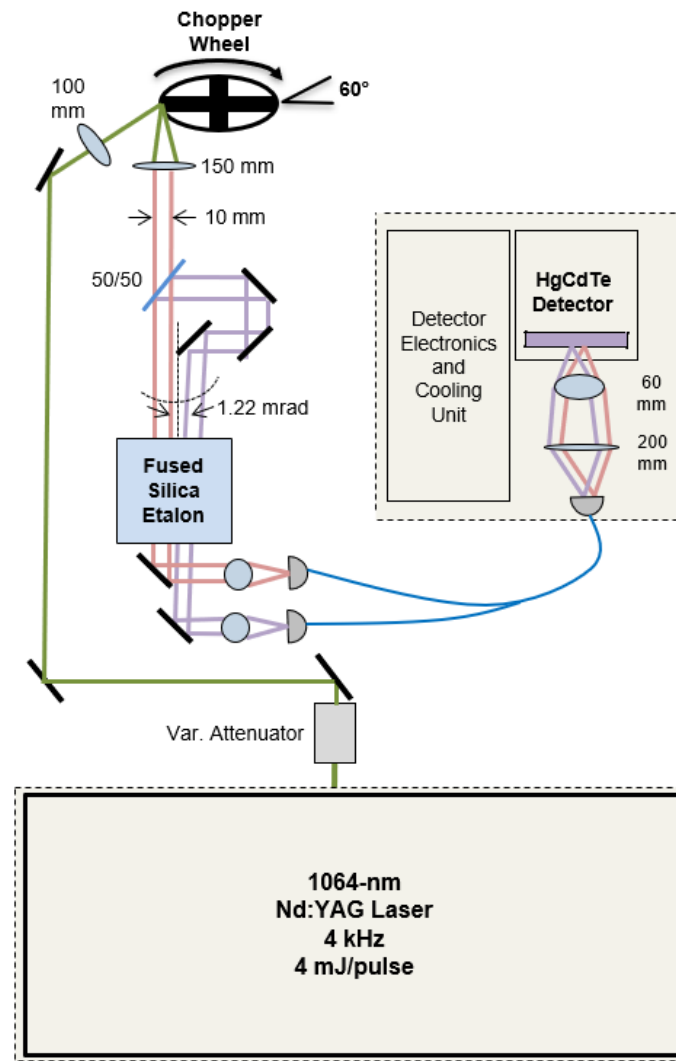 Chopper
Wheel
60°
100
mm
150 mm
10 mm
50/50
1.22 mrad
Fused
Silica
Etalon
Detector
Electronics
and
Cooling
Unit
HgCdTe
Detector
60
mm
200
mm
Var. Attenuator
1064-nm
Nd:YAG Laser
4 kHz
4 mJ/pulse